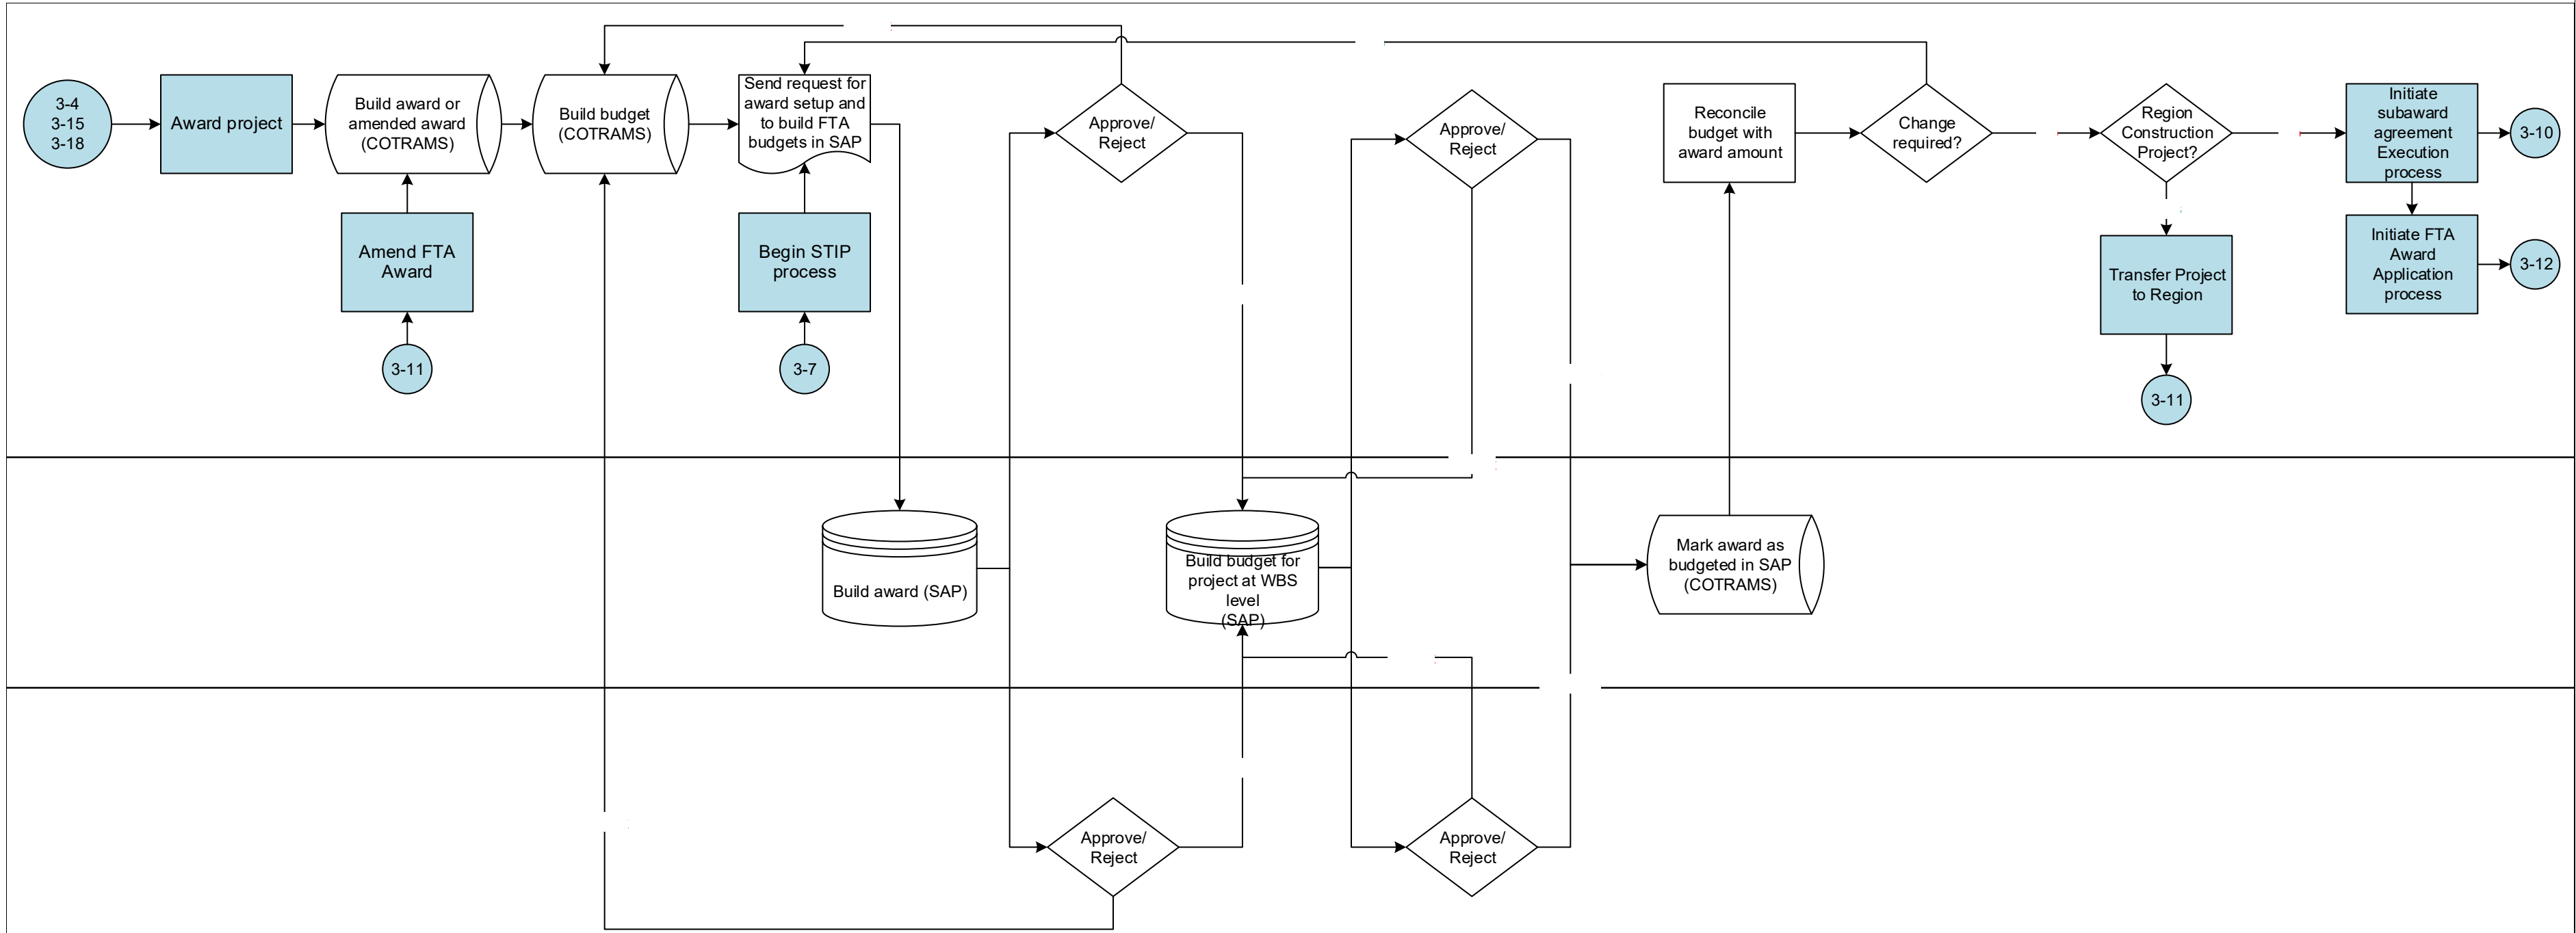 3-4
3-15
3-18
Award project
Build award or
amended award
(COTRAMS)
Build budget
(COTRAMS)
Send request for
award setup and
to build FTA
budgets in SAP
Approve/
Reject
Approve/
Reject
Reconcile
budget with
award amount
Change
required?
Region
Construction
Project?
Initiate
subaward
agreement
Execution
process
3-10
Amend FTA
Award
Begin STIP
process
Transfer Project
to Region
Initiate FTA
Award
Application
process
3-12
3-11
3-7
3-11
Build award (SAP)
Build budget for
project at WBS
level
(SAP)
Mark award as
budgeted in SAP
(COTRAMS)
Approve/
Reject
Approve/
Reject